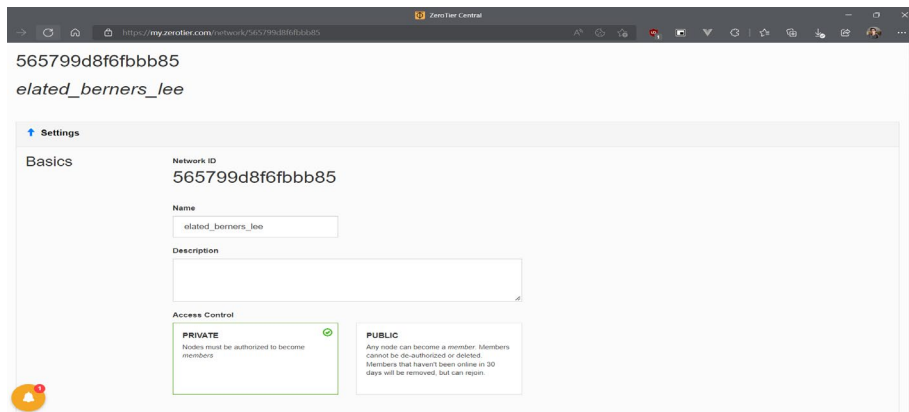 ZeroTier Central
https://my.zerotier.com/network/565799d8f6fbbb85
565799d8f6fbbb85
elated_berners_lee
Settings
Basics
Network ID
565799d8f6fbbb85
Name
elated_berners_lee
Description
Access Control
PRIVATE
Nodes must be authorized to become
members
PUBLIC
Any node can become a member. Members
cannot be de-authorized or deleted.
Members that haven't been online in 30
days will be removed, but can rejoin.
1